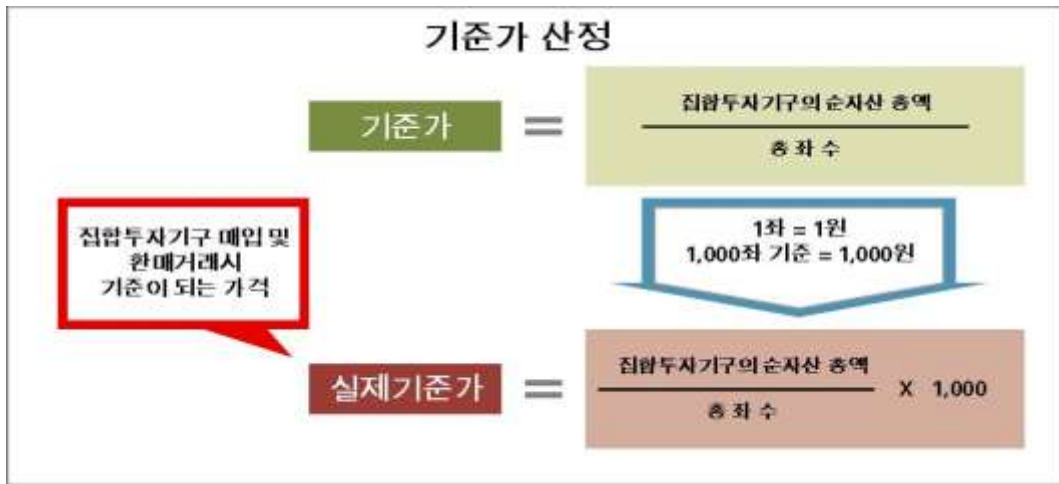 기준가 산정
기준가
=
집합투자기구의 순자산 총액
총 좌 수
집합투자기구 매입 및
환매거래시
기준이 되는 가격
1좌 = 1원
1,000좌 기준 = 1,000원
실제기준가
=
집합투자기구의 순자산 총액
총 좌 수
X 1,000